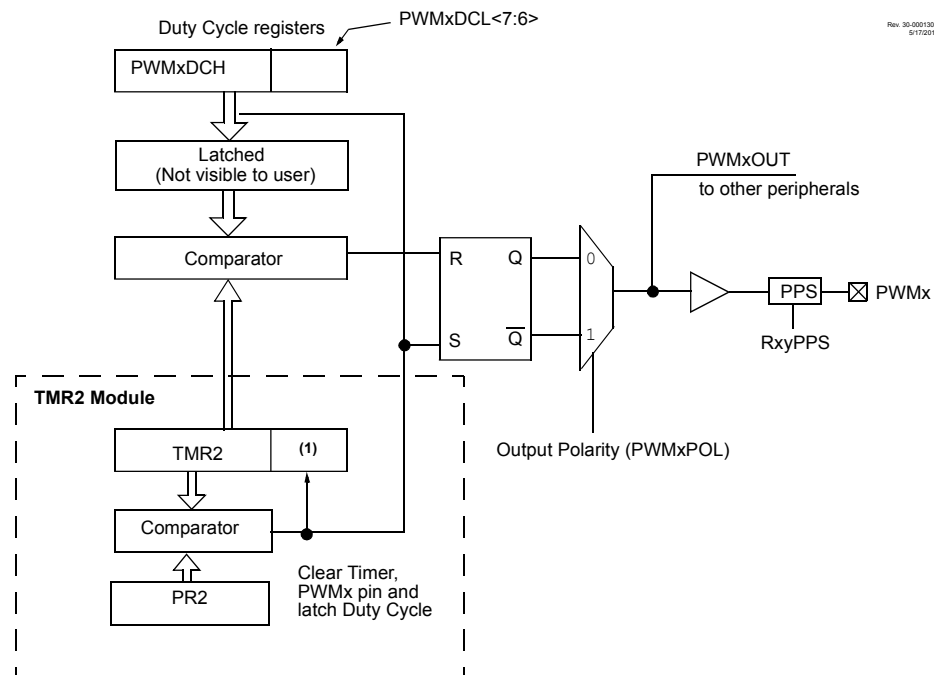 Duty Cycle registers
PWMxDCL<7:6>
Rev. 30-000130
5/17/201
PWMxDCH
Latched
(Not visible to user)
Comparator
R
Q
S
Q
0
1
PWMxOUT
to other peripherals
PPS
PWMx
RxyPPS
Output Polarity (PWMxPOL)
TMR2 Module
TMR2
(1)
Comparator
PR2
Clear Timer,
PWMx pin and
latch Duty Cycle